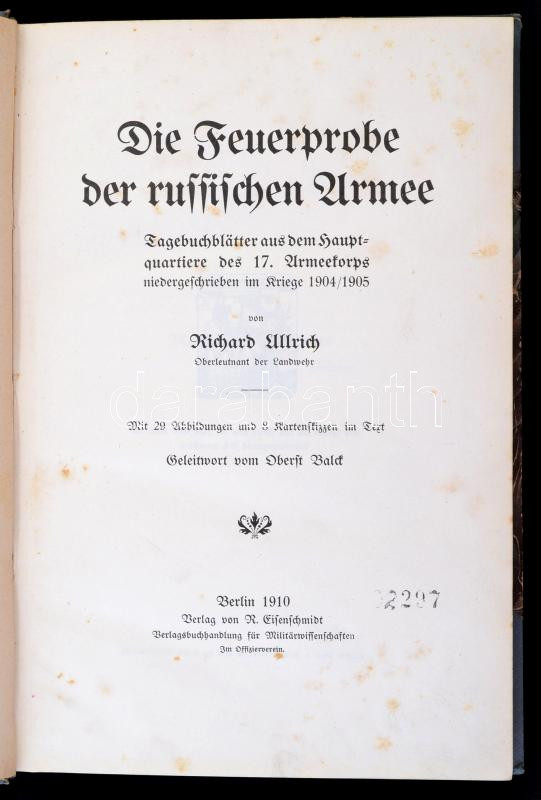 Die Feuerprobe
der russischen Armee
Tagebuchblätter aus dem Haupt-
quartiere des 17. Armeekorps
niedergeschrieben im Kriege 1904/1905
von
Richard Ullrich
Oberleutnant der Landwehr
darabanth
Mit 29 Abbildungen und 8 Kartenskizzen im Text
Geleitwort vom Oberst Balck
Berlin 1910
Verlag von R. Eisenschmidt
Verlagsbuchhandlung für Militärwissenschaften
Im Offizierverein.